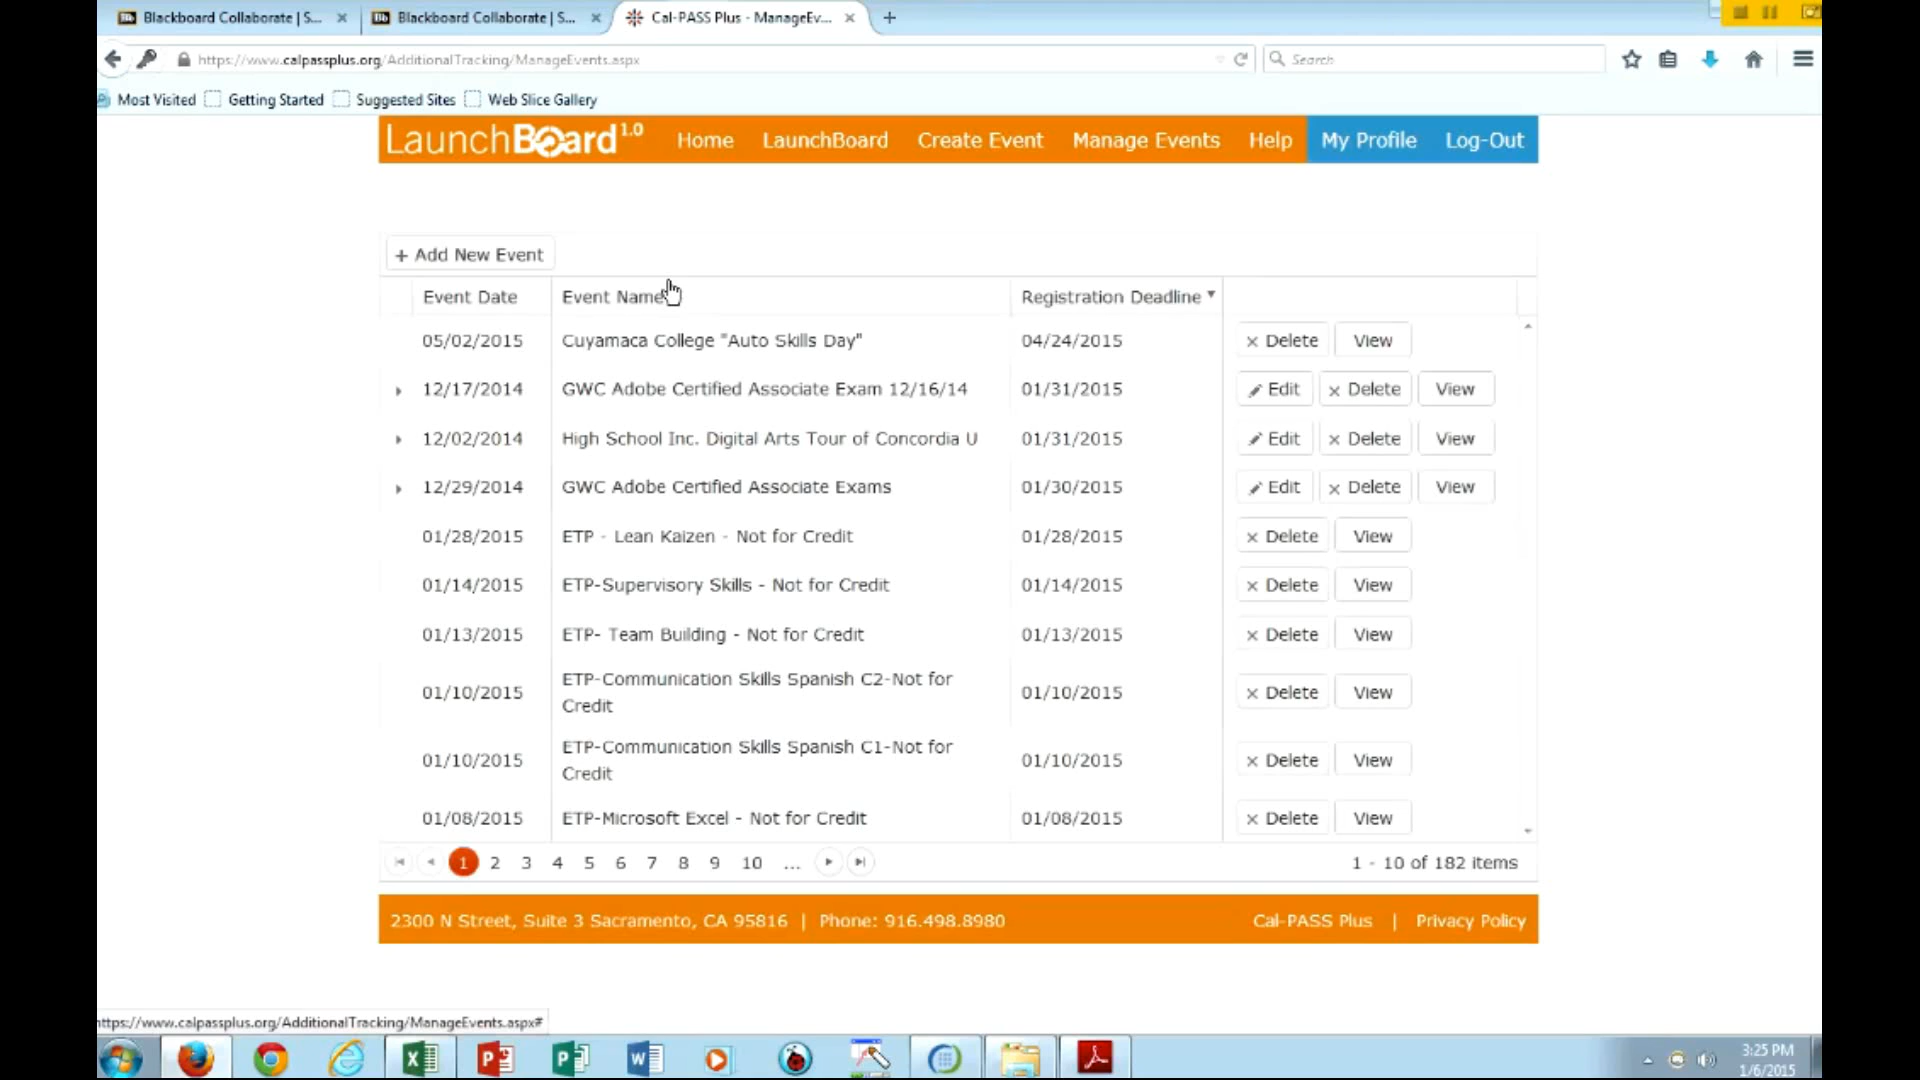 Blackboard Collaborate | S...
Blackboard Collaborate | S...
Cal-PASS Plus - ManageEv...
https://www.calpassplus.org/AdditionalTracking/ManageEvents.aspx
Search
Most Visited Getting Started Suggested Sites Web Slice Gallery
LaunchBoard 1.0 Home LaunchBoard Create Event Manage Events Help My Profile Log-Out
+ Add New Event
Event Date Event Name Registration Deadline
05/02/2015 Cuyamaca College "Auto Skills Day" 04/24/2015 Delete View
12/17/2014 GWC Adobe Certified Associate Exam 12/16/14 01/31/2015 Edit Delete View
12/02/2014 High School Inc. Digital Arts Tour of Concordia U 01/31/2015 Edit Delete View
12/29/2014 GWC Adobe Certified Associate Exams 01/30/2015 Edit Delete View
01/28/2015 ETP - Lean Kaizen - Not for Credit 01/28/2015 Delete View
01/14/2015 ETP-Supervisory Skills - Not for Credit 01/14/2015 Delete View
01/13/2015 ETP- Team Building - Not for Credit 01/13/2015 Delete View
01/10/2015 ETP-Communication Skills Spanish C2-Not for
Credit 01/10/2015 Delete View
01/10/2015 ETP-Communication Skills Spanish C1-Not for
Credit 01/10/2015 Delete View
01/08/2015 ETP-Microsoft Excel - Not for Credit 01/08/2015 Delete View
1 2 3 4 5 6 7 8 9 10 ... 1 - 10 of 182 items
2300 N Street, Suite 3 Sacramento, CA 95816 | Phone: 916.498.8980 Cal-PASS Plus | Privacy Policy
ttps://www.calpassplus.org/AdditionalTracking/ManageEvents.aspx#
3:25 PM
1/6/2015